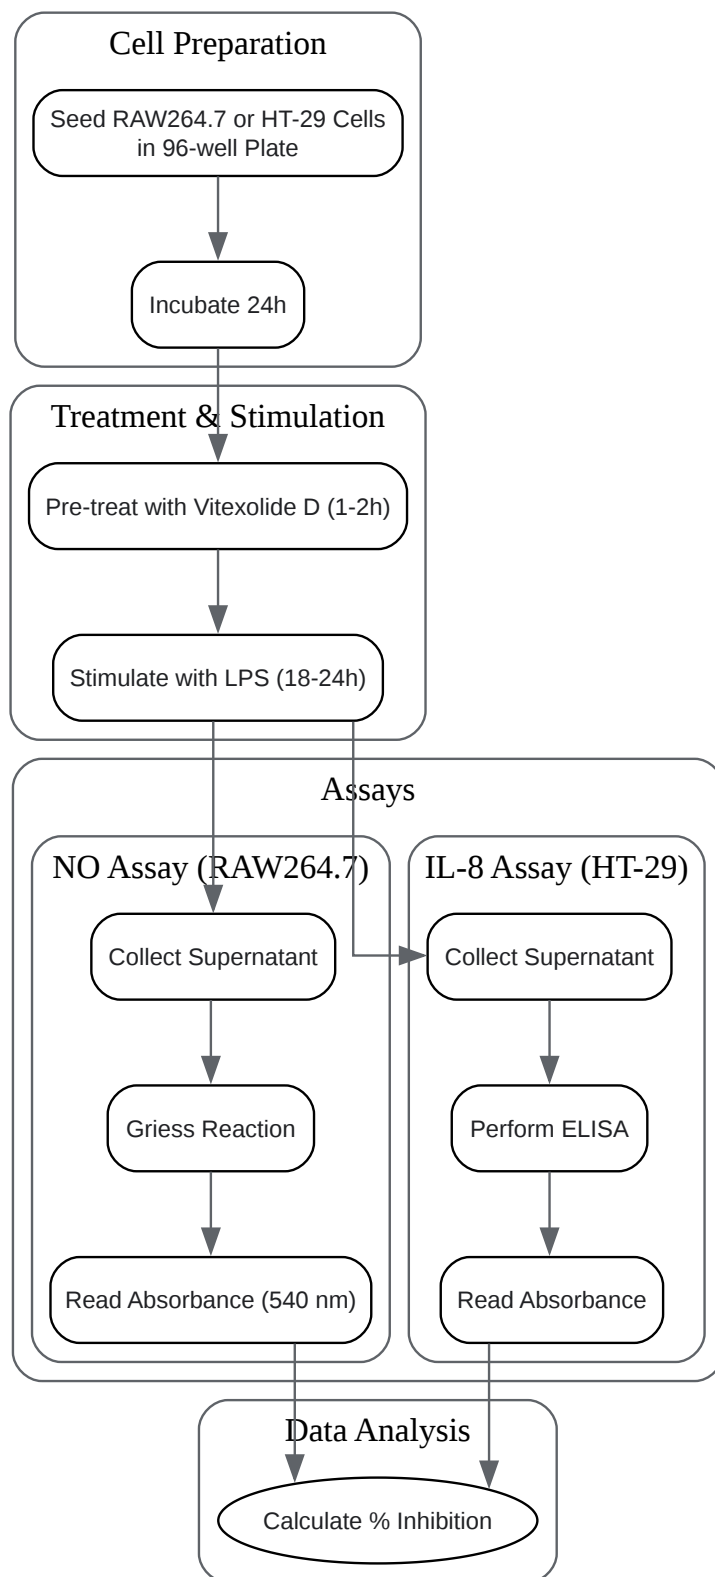 Cell Preparation
Seed RAW264.7 or HT-29 Cells
in 96-well Plate
Incubate 24h
Treatment & Stimulation
Pre-treat with Vitexolide D (1-2h)
Stimulate with LPS (18-24h)
Assays
NO Assay (RAW264.7)
Collect Supernatant
Griess Reaction
Read Absorbance (540 nm)
IL-8 Assay (HT-29)
Collect Supernatant
Perform ELISA
Read Absorbance
Data Analysis
Calculate % Inhibition